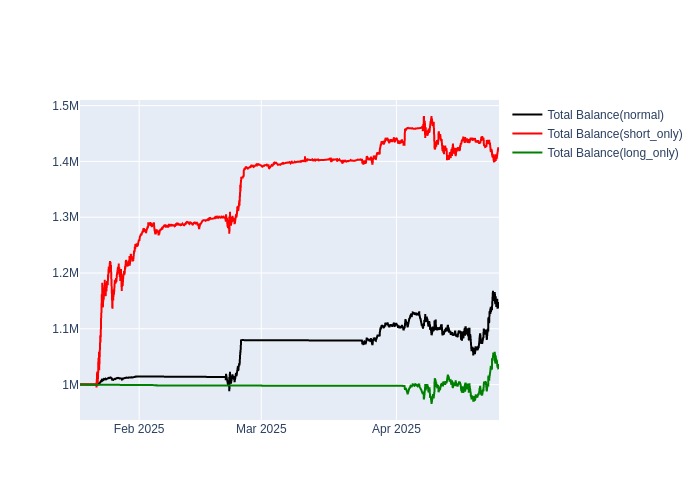 1.5M
1.4M
1.3M
1.2M
1.1M
1M
Feb 2025
Mar 2025
Apr 2025
Total Balance(normal)
Total Balance(short_only)
Total Balance(long_only)